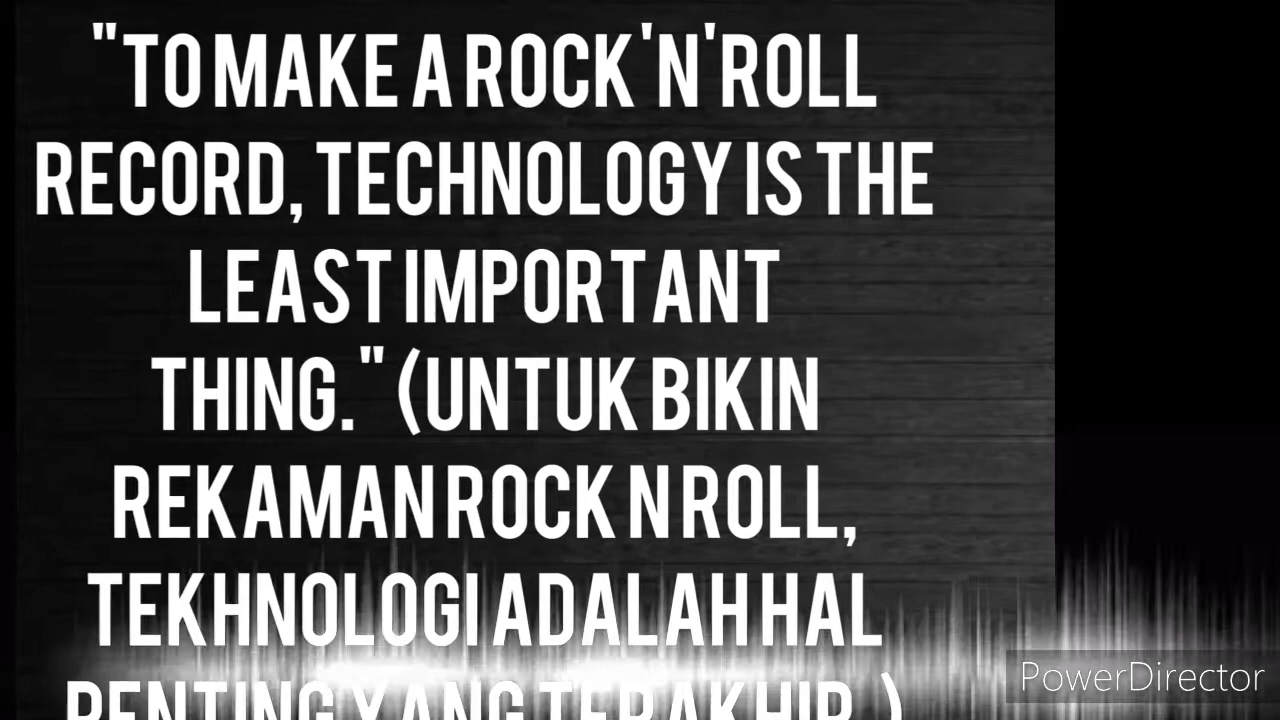 "TO MAKE A ROCK 'N' ROLL
RECORD, TECHNOLOGY IS THE
LEAST IMPORTANT
THING." (UNTUK BIKIN
REKAMAN ROCK N ROLL,
TEKHNOLOGI ADALAH HAL
PENTING YANG TERAKHIR..)
PowerDirector